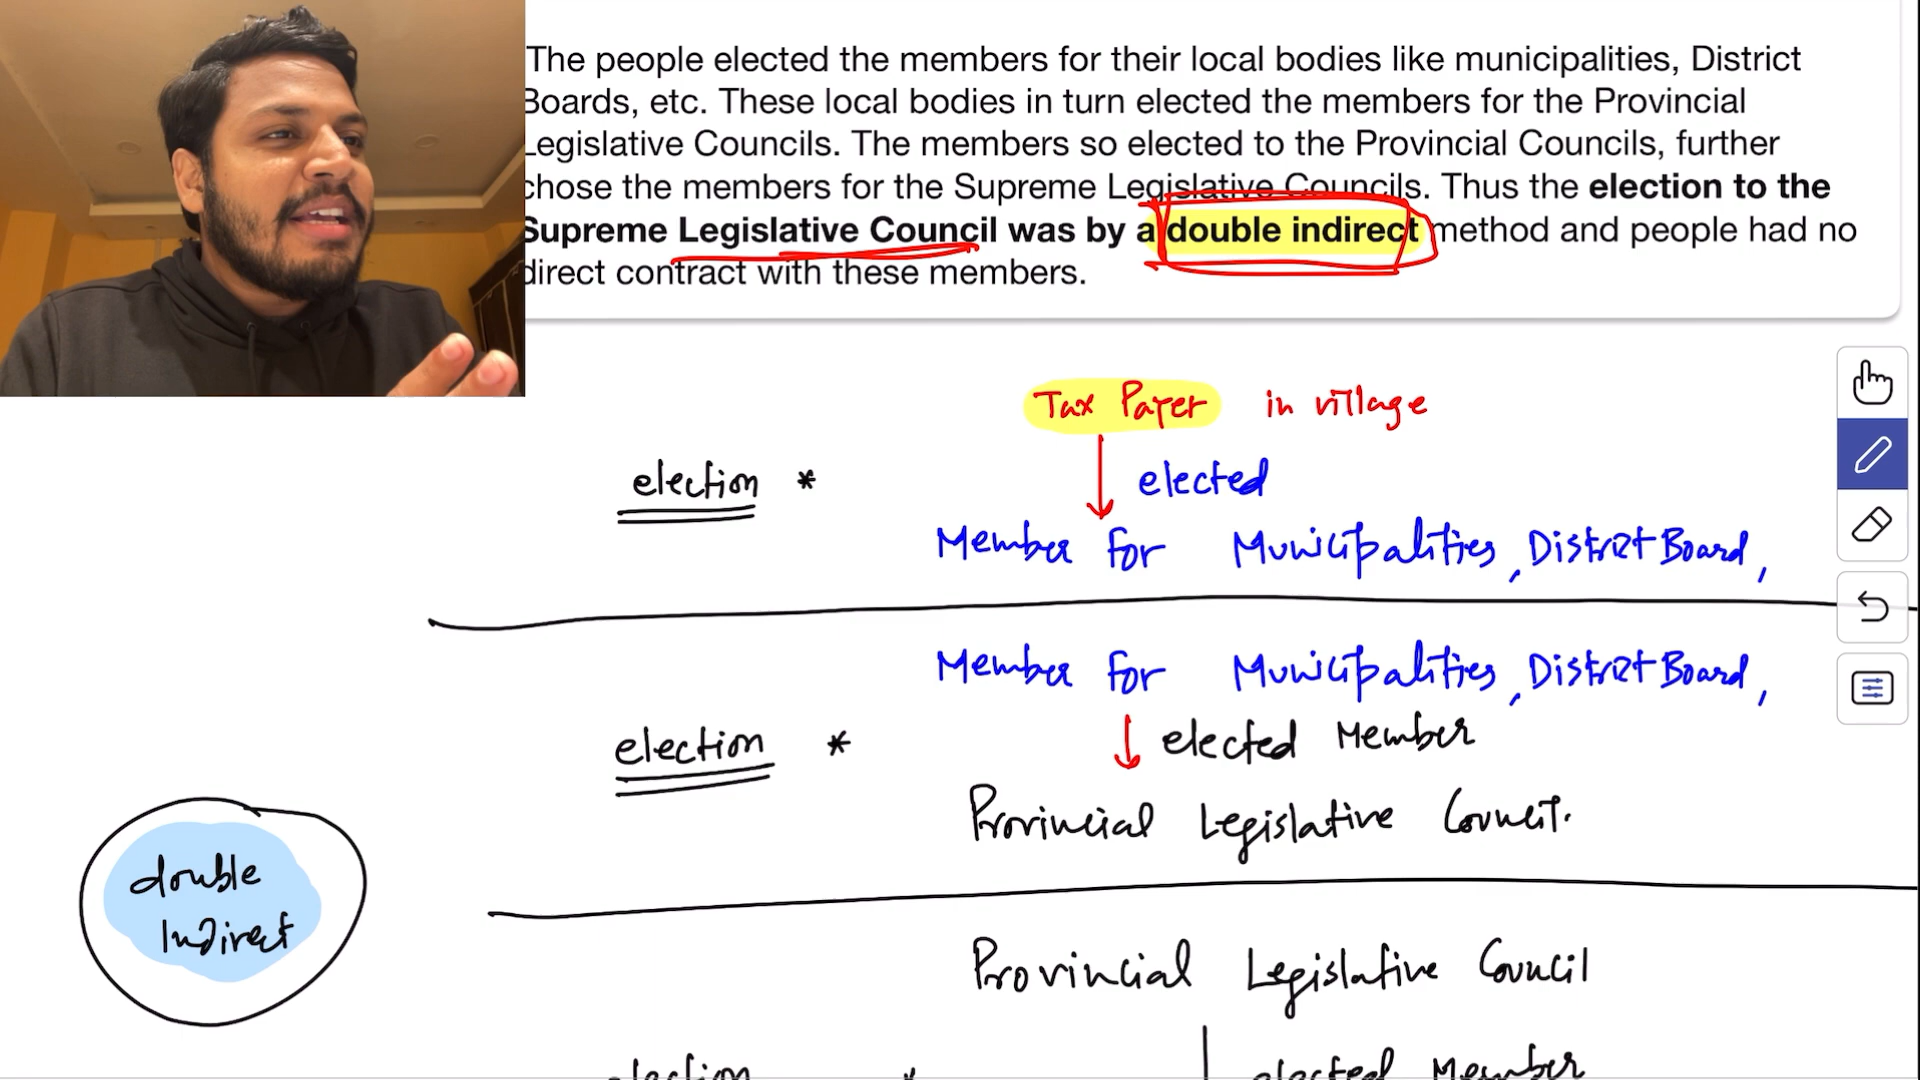 The people elected the members for their local bodies like municipalities, District
Boards, etc. These local bodies in turn elected the members for the Provincial
Legislative Councils. The members so elected to the Provincial Councils, further
chose the members for the Supreme Legislative Councils. Thus the election to the
Supreme Legislative Council was by a double indirect method and people had no
direct contract with these members.
Tax Payer in village
election * elected
Member for Municipalities, District Board,
Member for Municipalities, District Board,
election * elected Member
Provincial Legislative Council.
double
Indirect
Provincial Legislative Council
election * elected Member